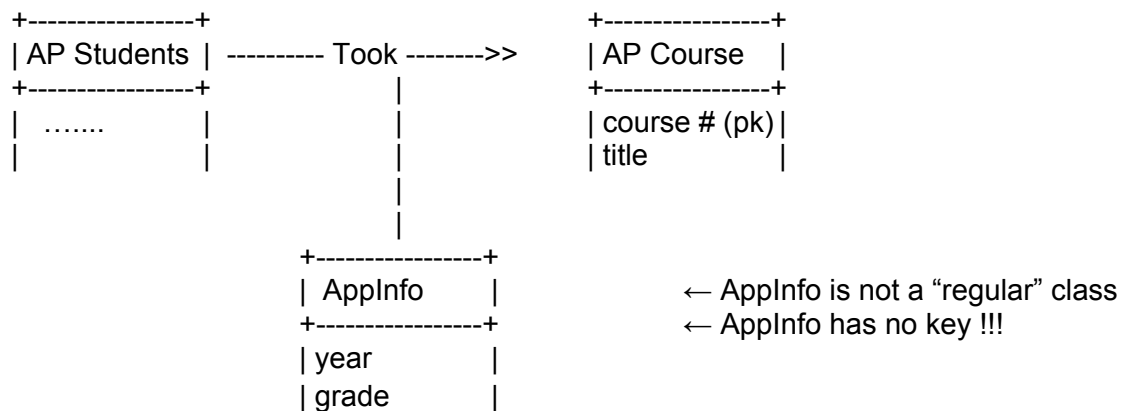 +-----------------+ +-----------------+
| AP Students | ---------- Took -------->> | AP Course |
+-----------------+ | +-----------------+
| ….... | | | course # (pk) |
| | | | title |
|
|
+-----------------+
| AppInfo | ← AppInfo is not a “regular” class
+-----------------+ ← AppInfo has no key !!!
| year |
| grade |